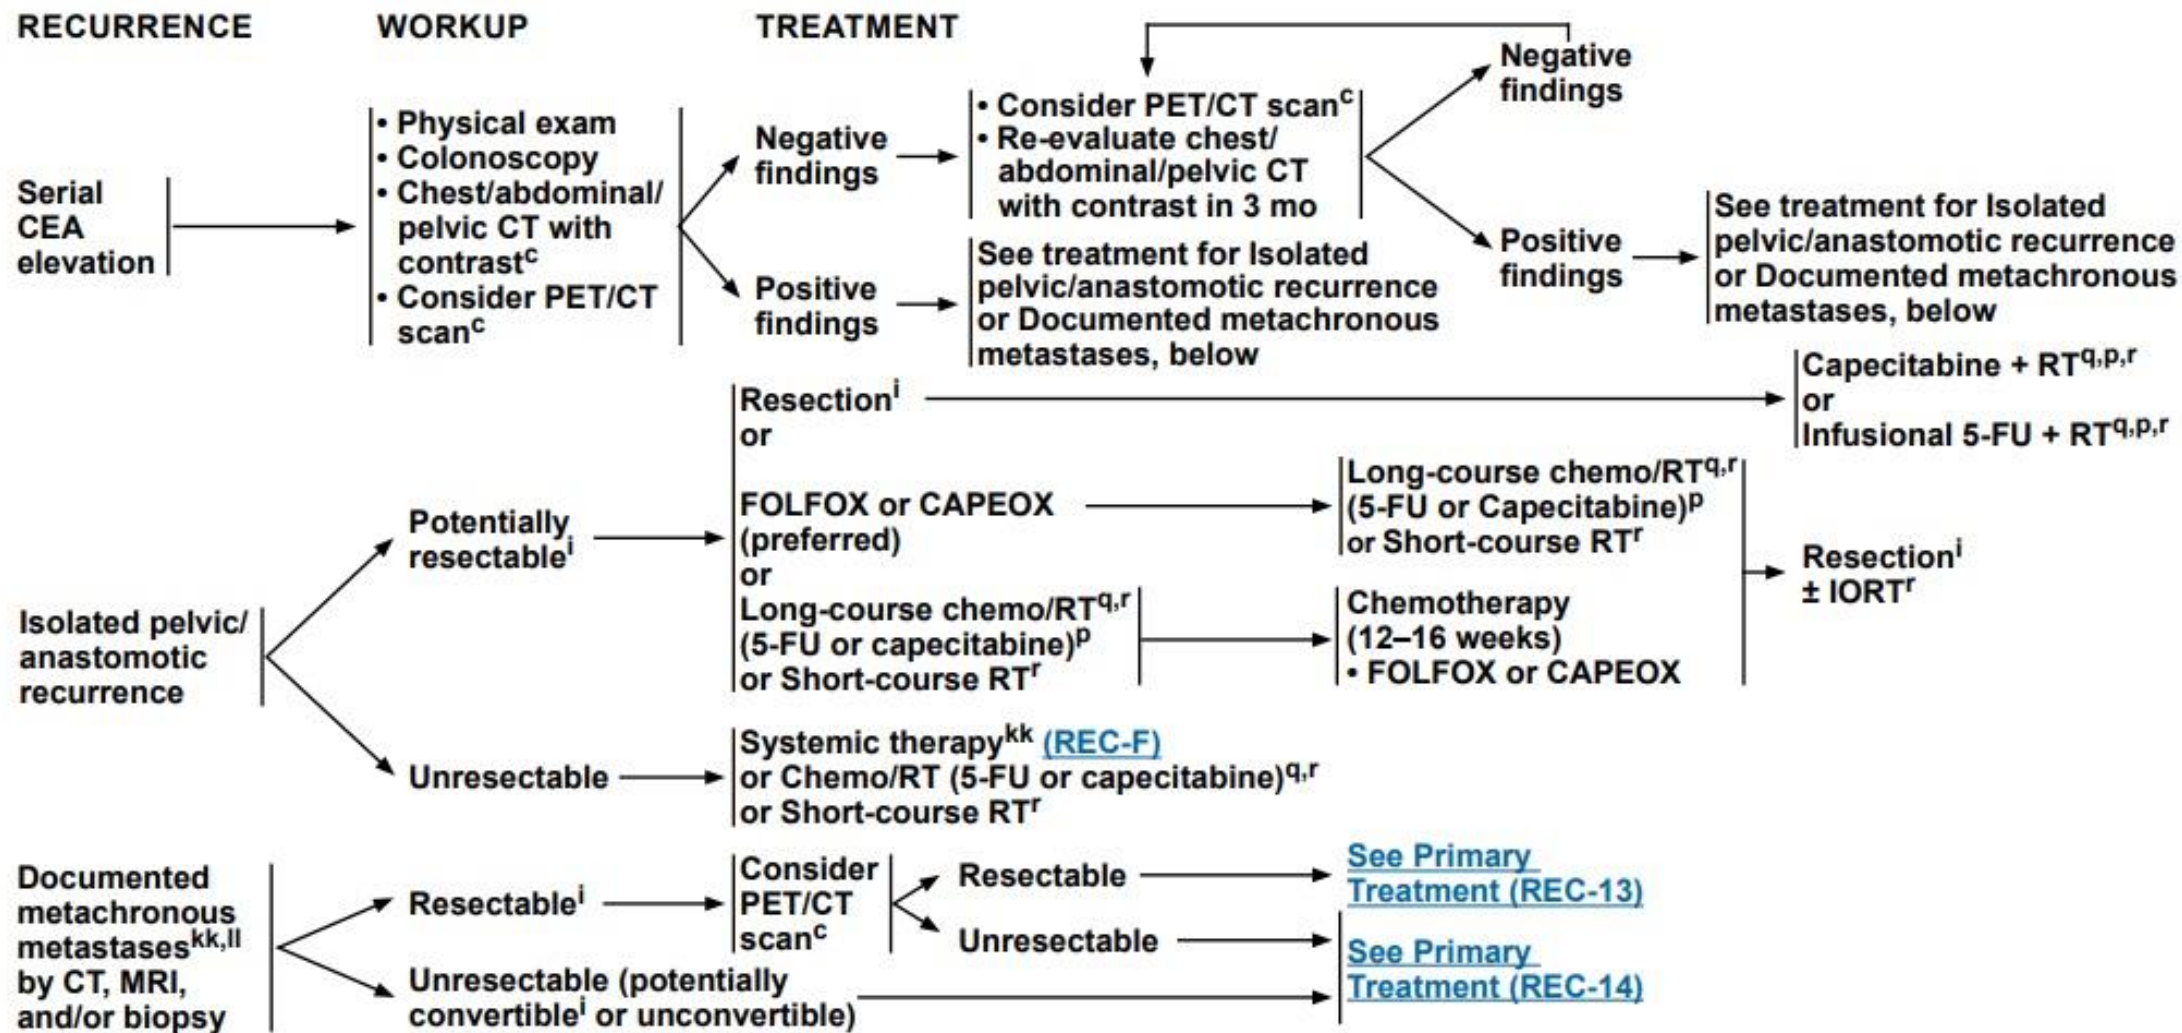 RECURRENCE WORKUP TREATMENT
Serial
CEA
elevation
• Physical exam
• Colonoscopy
• Chest/abdominal/
pelvic CT with
contrastᶜ
• Consider PET/CT
scanᶜ
Negative
findings
• Consider PET/CT scanᶜ
• Re-evaluate chest/
abdominal/pelvic CT
with contrast in 3 mo
Negative
findings
Positive
findings
See treatment for Isolated
pelvic/anastomotic recurrence
or Documented metachronous
metastases, below
Positive
findings
See treatment for Isolated
pelvic/anastomotic recurrence
or Documented metachronous
metastases, below
Isolated pelvic/
anastomotic
recurrence
Potentially
resectableⁱ
Resectionⁱ
or
Capecitabine + RTq,p,r
or
Infusional 5-FU + RTq,p,r
FOLFOX or CAPEOX
(preferred)
or
Long-course chemo/RTq,r
(5-FU or Capecitabine)p
or Short-course RTr
Long-course chemo/RTq,r
(5-FU or capecitabine)p
or Short-course RTr
Chemotherapy
(12–16 weeks)
• FOLFOX or CAPEOX
Resectionⁱ
± IORTr
Unresectable
Systemic therapykk (REC-F)
or Chemo/RT (5-FU or capecitabine)q,r
or Short-course RTr
Documented
metachronous
metastaseskk,ll
by CT, MRI,
and/or biopsy
Resectableⁱ
Consider
PET/CT
scanᶜ
Resectable
See Primary
Treatment (REC-13)
Unresectable
See Primary
Treatment (REC-14)
Unresectable (potentially
convertibleⁱ or unconvertible)